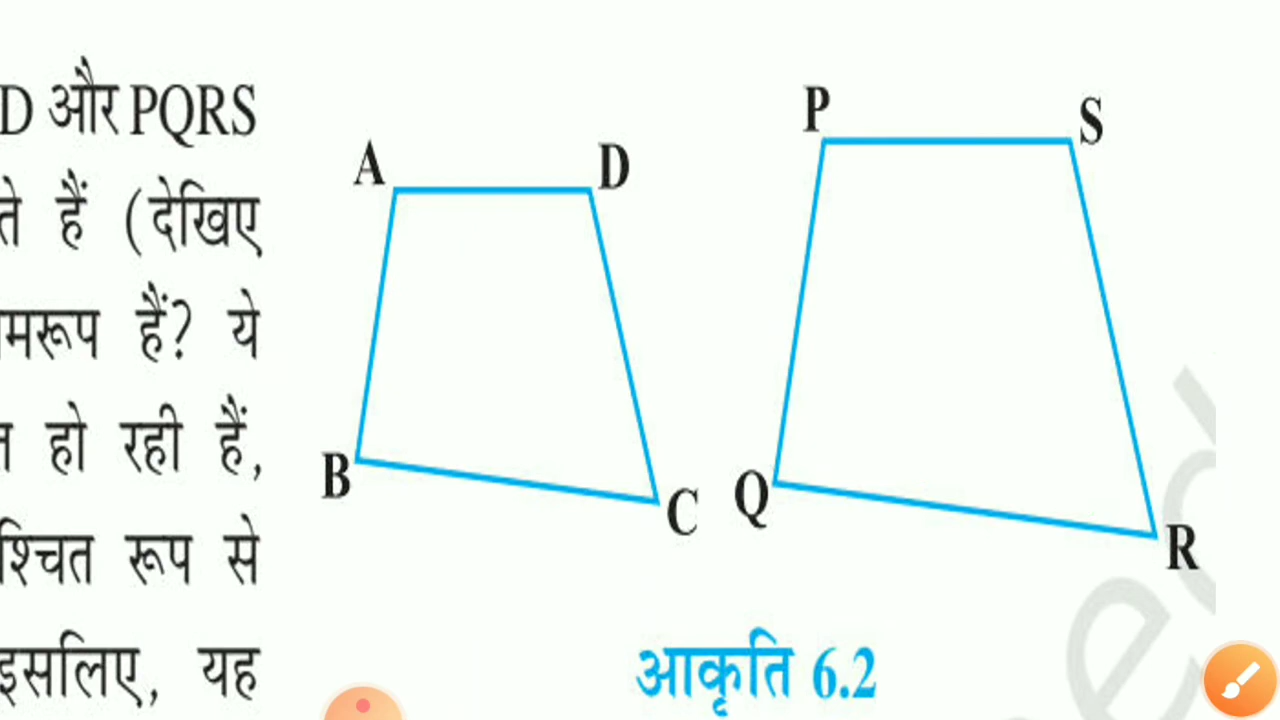 D और PQRS
ते हैं (देखिए
मरूप हैं? ये
हो रही हैं,
श्चित रूप से
इसलिए, यह
A
D
B
C
P
S
Q
R
आकृति 6.2